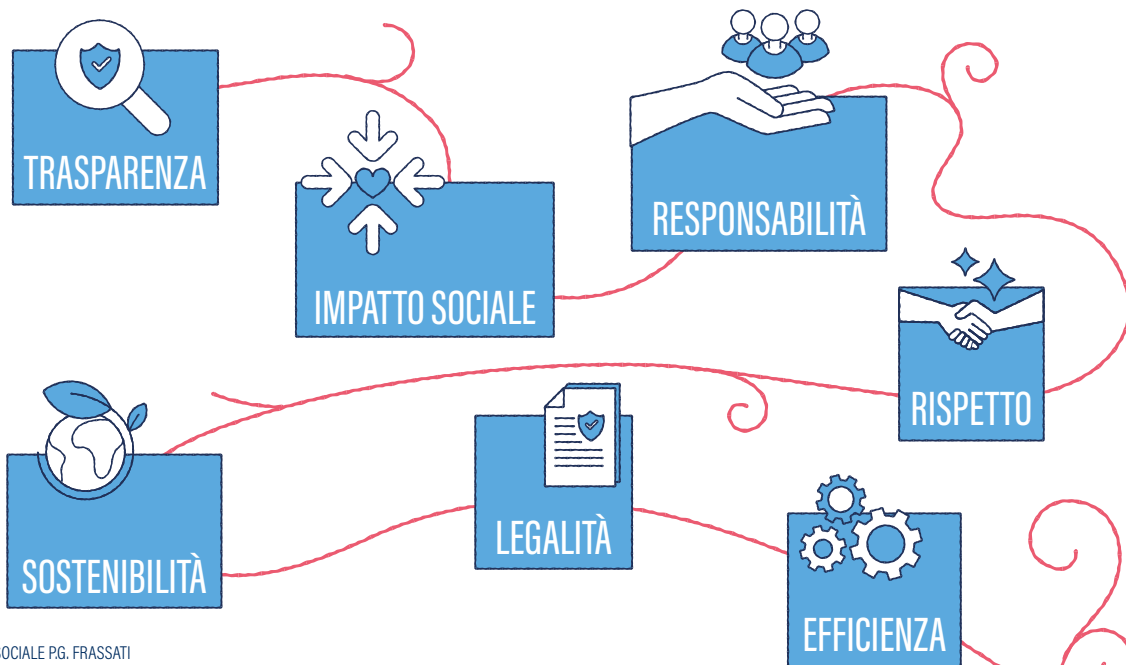 TRASPARENZA
IMPATTO SOCIALE
RESPONSABILITÀ
RISPETTO
SOSTENIBILITÀ
LEGALITÀ
EFFICIENZA
SOCIALE P.G. FRASSATI